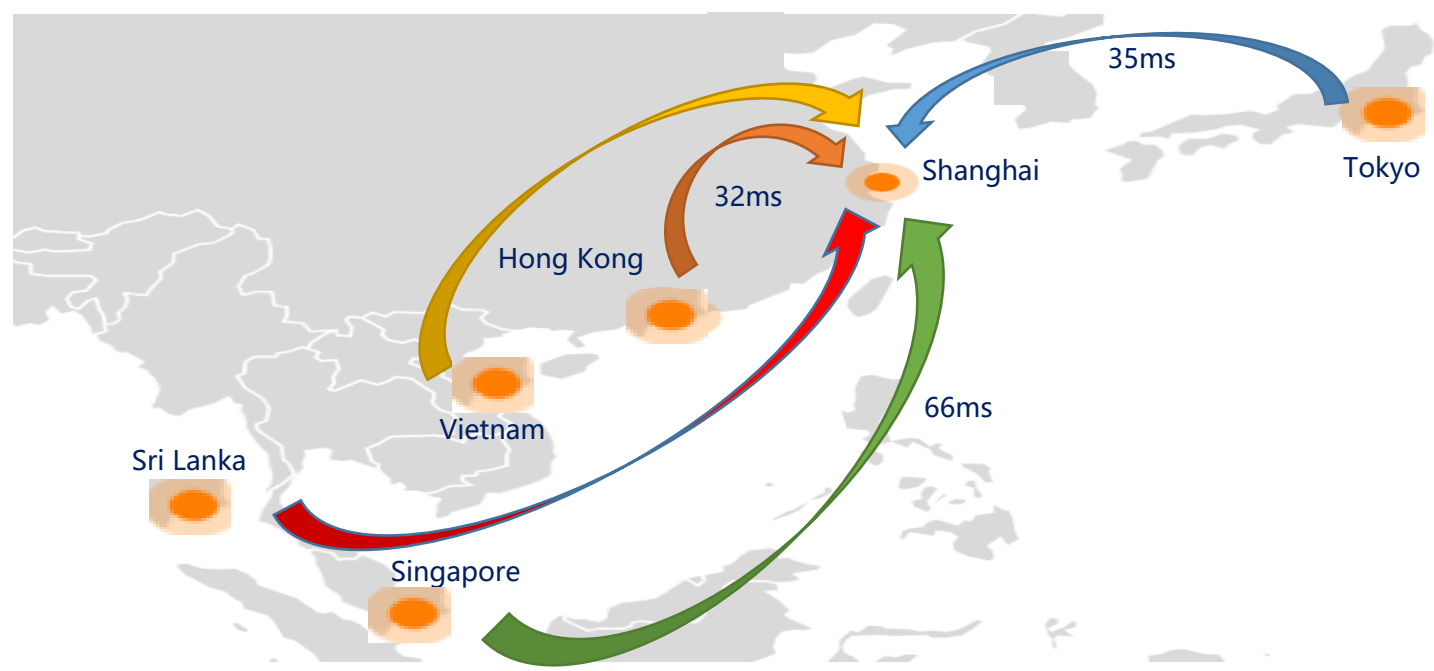 35ms
Shanghai
Tokyo
32ms
Hong Kong
66ms
Vietnam
Sri Lanka
Singapore